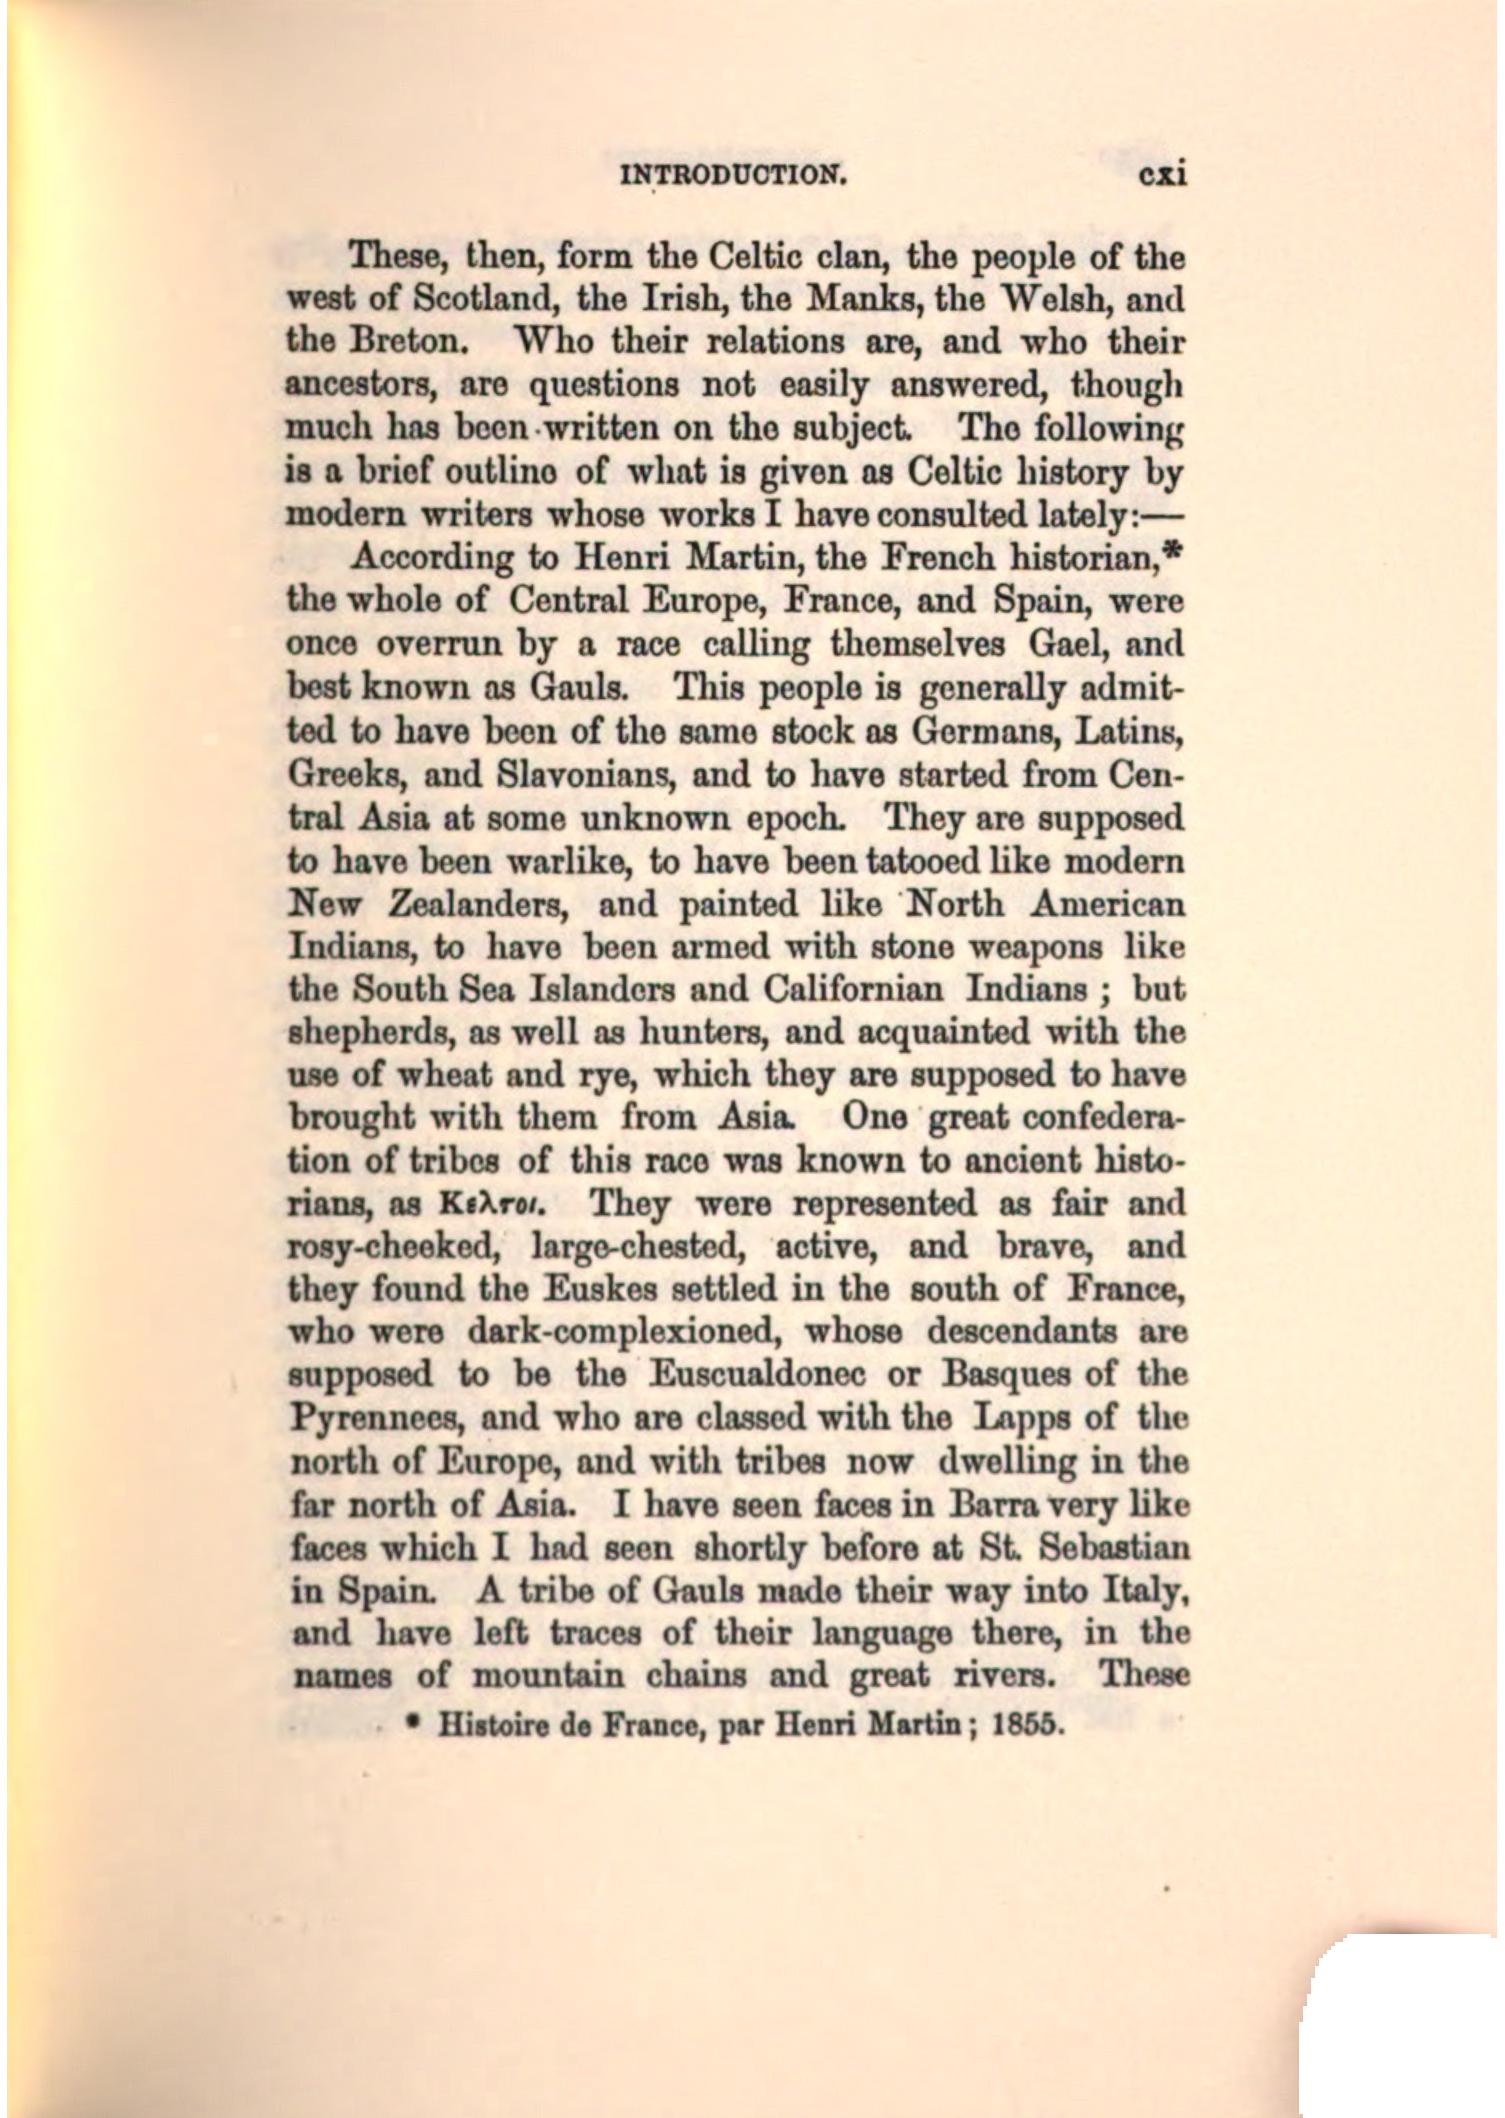 INTRODUCTION. cxi
These, then, form the Celtic clan, the people of the
west of Scotland, the Irish, the Manks, the Welsh, and
the Breton. Who their relations are, and who their
ancestors, are questions not easily answered, though
much has been written on the subject. The following
is a brief outline of what is given as Celtic history by
modern writers whose works I have consulted lately:—
According to Henri Martin, the French historian,*
the whole of Central Europe, France, and Spain, were
once overrun by a race calling themselves Gael, and
best known as Gauls. This people is generally admit-
ted to have been of the same stock as Germans, Latins,
Greeks, and Slavonians, and to have started from Cen-
tral Asia at some unknown epoch. They are supposed
to have been warlike, to have been tatooed like modern
New Zealanders, and painted like North American
Indians, to have been armed with stone weapons like
the South Sea Islanders and Californian Indians ; but
shepherds, as well as hunters, and acquainted with the
use of wheat and rye, which they are supposed to have
brought with them from Asia. One great confedera-
tion of tribes of this race was known to ancient histo-
rians, as Κελτοι. They were represented as fair and
rosy-cheeked, large-chested, active, and brave, and
they found the Euskes settled in the south of France,
who were dark-complexioned, whose descendants are
supposed to be the Euscualdonec or Basques of the
Pyrennees, and who are classed with the Lapps of the
north of Europe, and with tribes now dwelling in the
far north of Asia. I have seen faces in Barra very like
faces which I had seen shortly before at St. Sebastian
in Spain. A tribe of Gauls made their way into Italy,
and have left traces of their language there, in the
names of mountain chains and great rivers. These
* Histoire de France, par Henri Martin ; 1855.